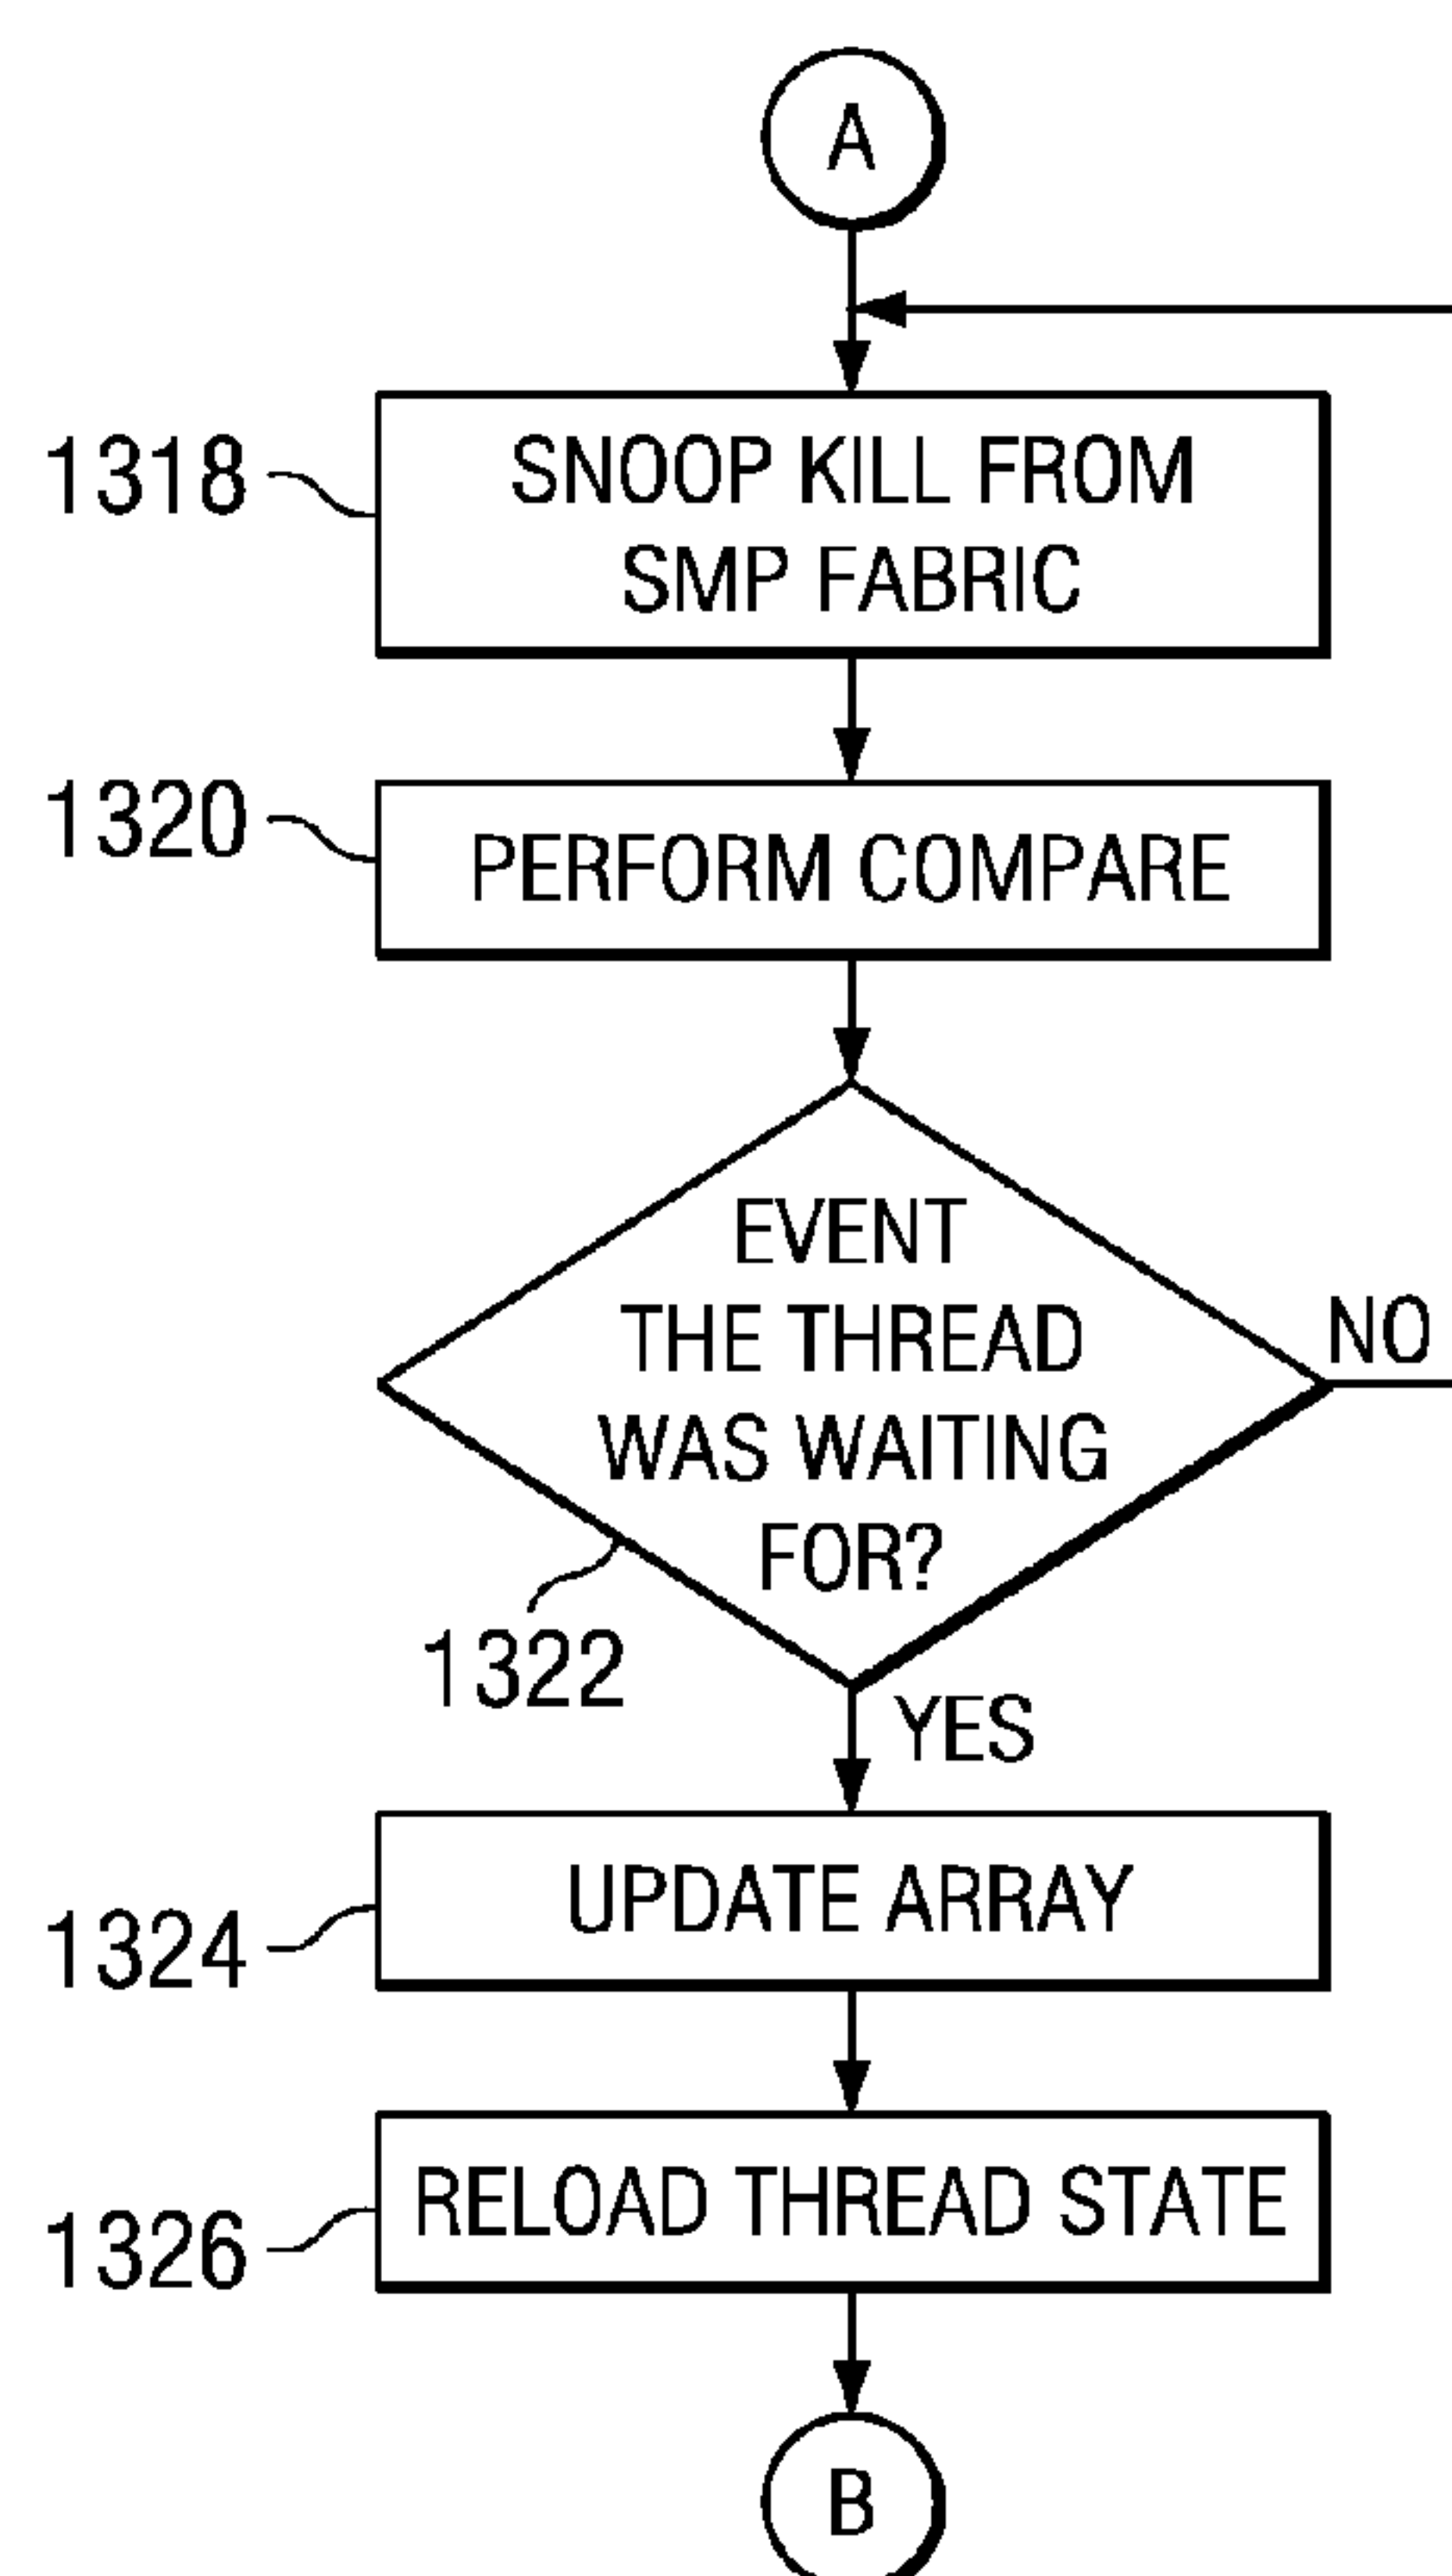 A
1318
SNOOP KILL FROM
SMP FABRIC
1320
PERFORM COMPARE
EVENT
THE THREAD
WAS WAITING
FOR?
NO
1322
YES
UPDATE ARRAY
1324
RELOAD THREAD STATE
1326
B